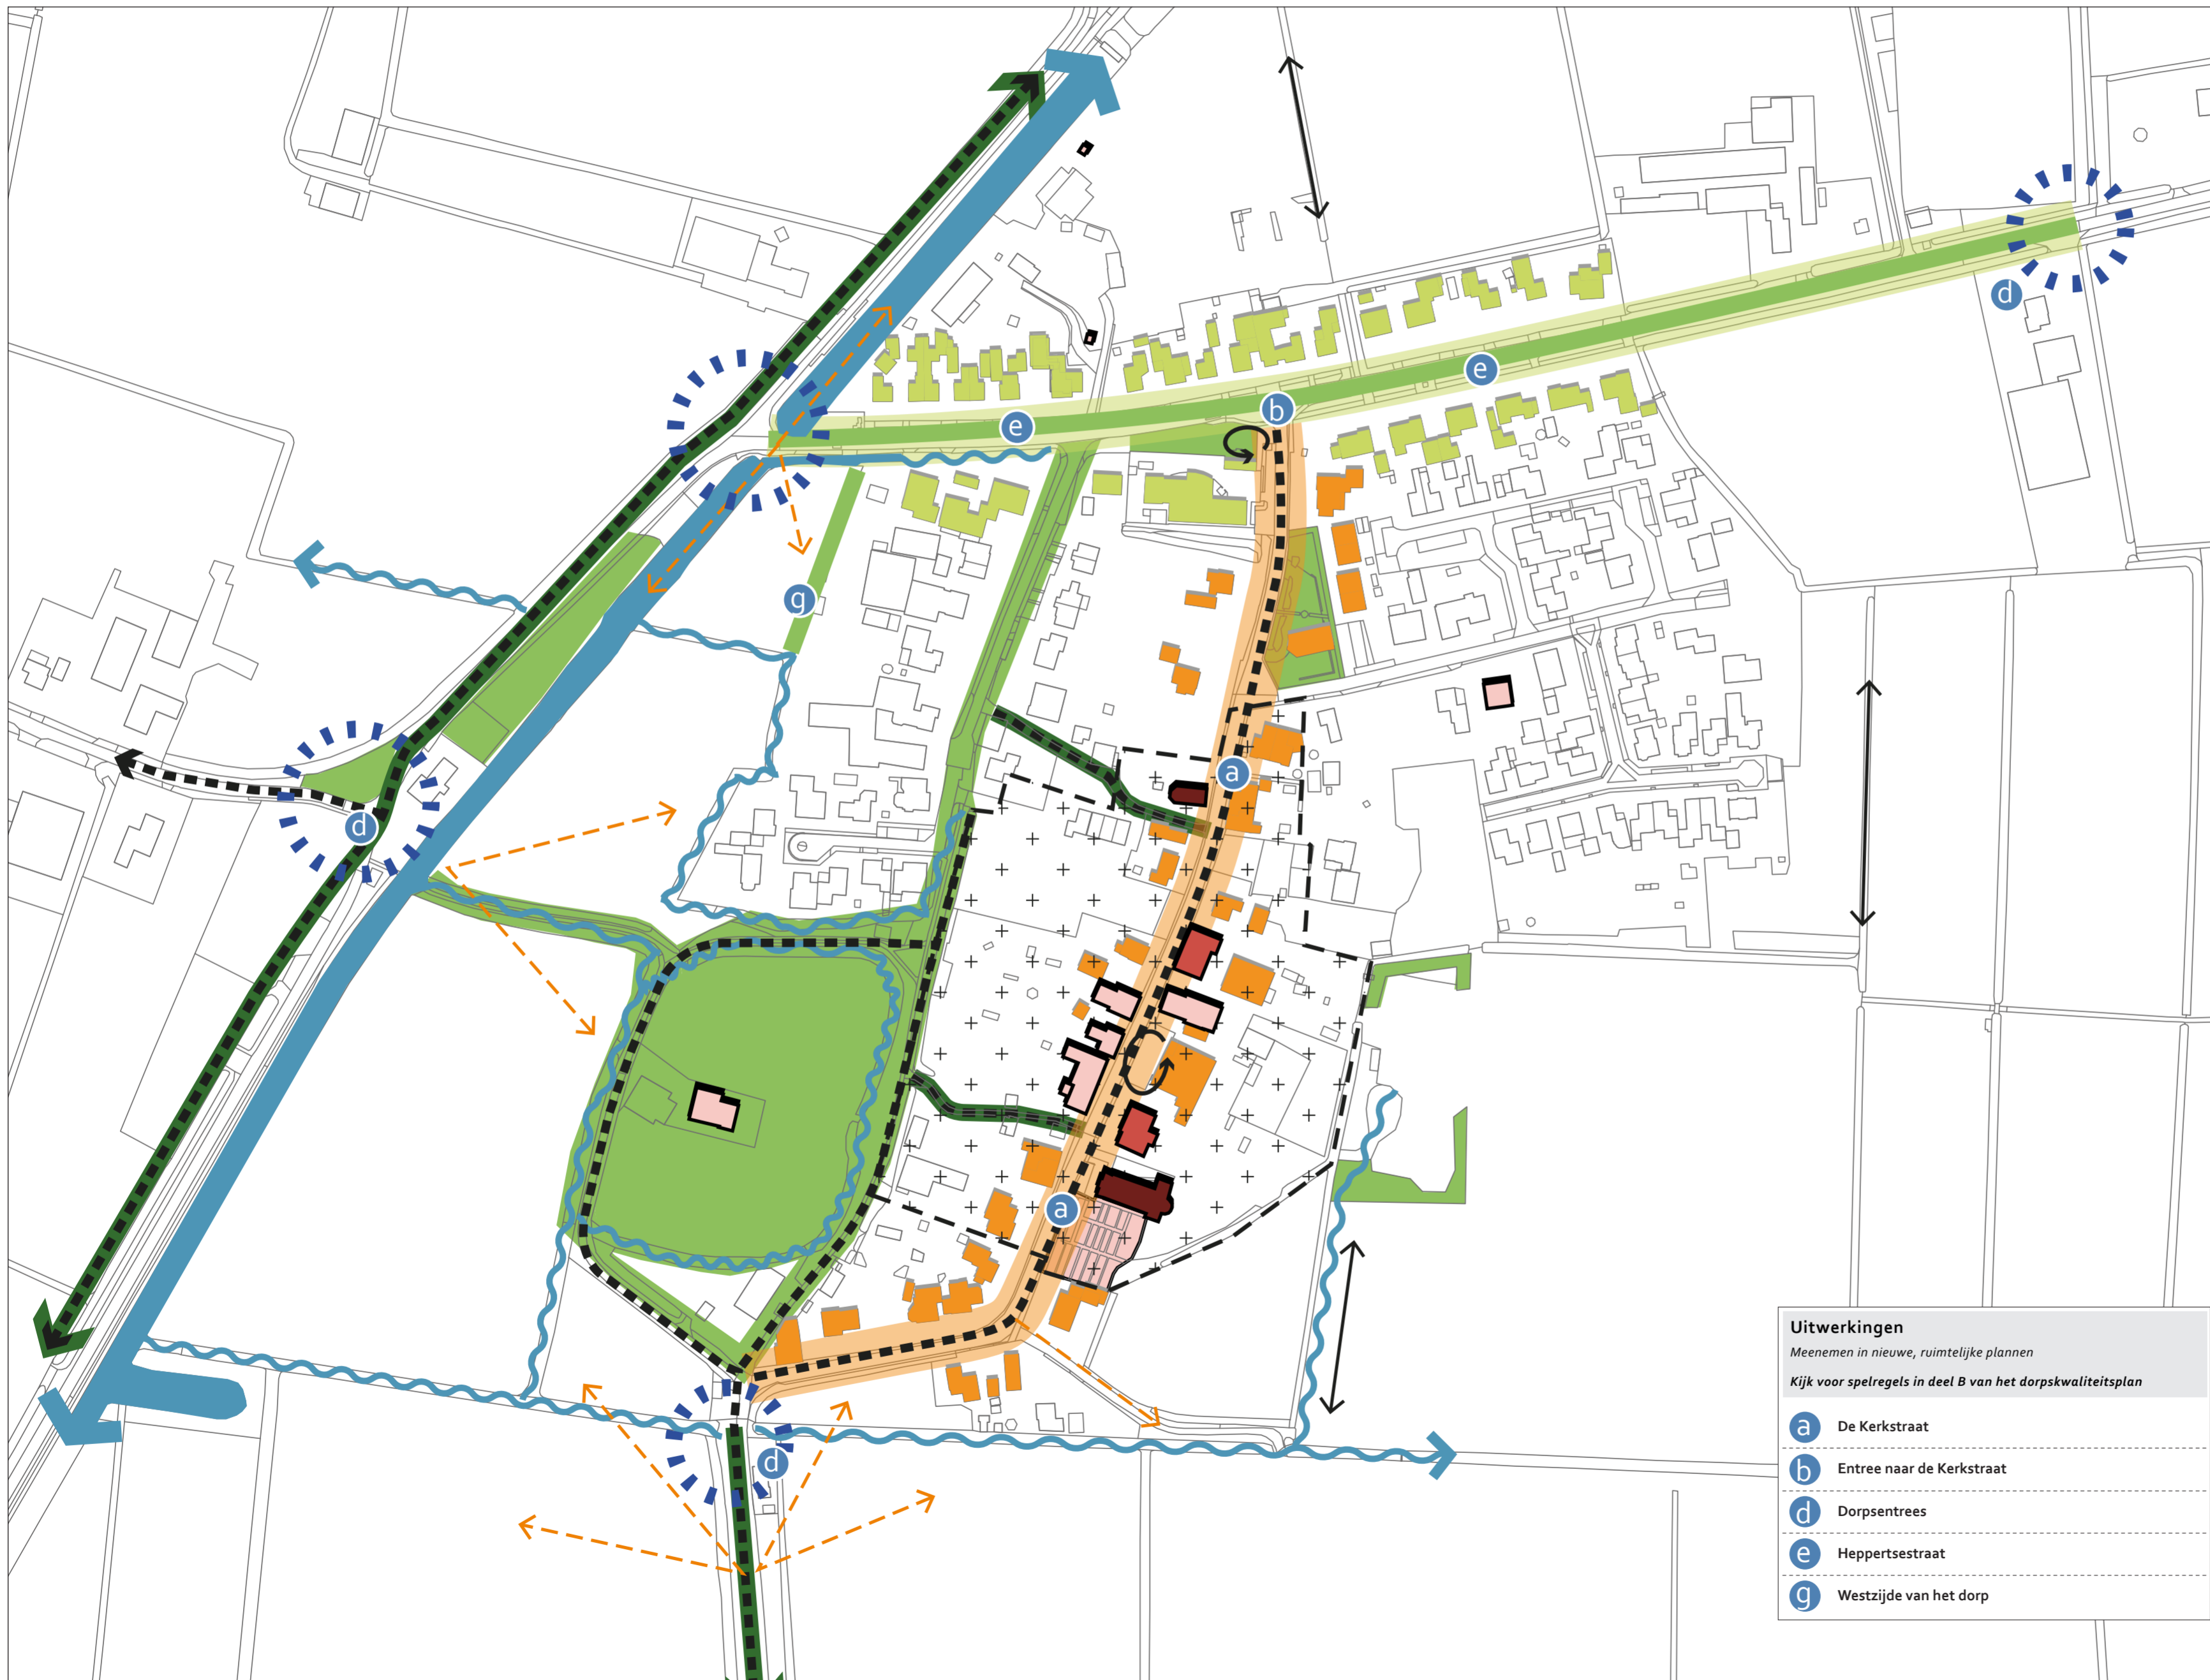 d
e
b
e
g
a
d
a
d
Uitwerkingen
Meenemen in nieuwe, ruimtelijke plannen
Kijk voor spelregels in deel B van het dorpskwaliteitsplan
a De Kerkstraat
b Entree naar de Kerkstraat
d Dorpsentrees
e Heppertsestraat
g Westzijde van het dorp